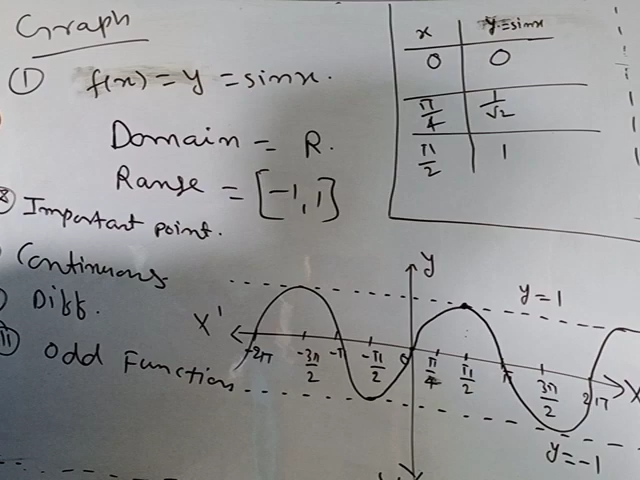 Graph
① f(x) = y = sinx.
Domain = R.
Range = [-1, 1]
Important point.
Continuous
Diff.
Odd Function
x y = sinx
0 0
π/4 1/√2
π/2 1
Y
y = 1
X'
-2π -3π/2 -π -π/2 0 π/4 π/2 π 3π/2 2π X
y = -1